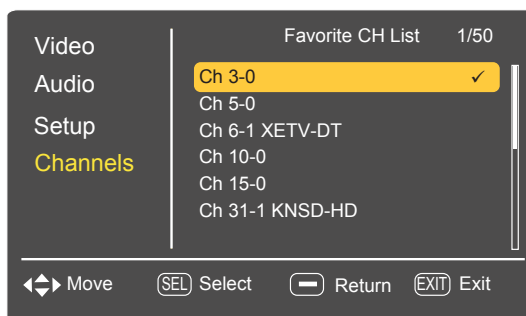 Video
Audio
Setup
Channels
Favorite CH List 1/50
Ch 3-0 ✓
Ch 5-0
Ch 6-1 XETV-DT
Ch 10-0
Ch 15-0
Ch 31-1 KNSD-HD
Move SEL Select Return EXIT Exit